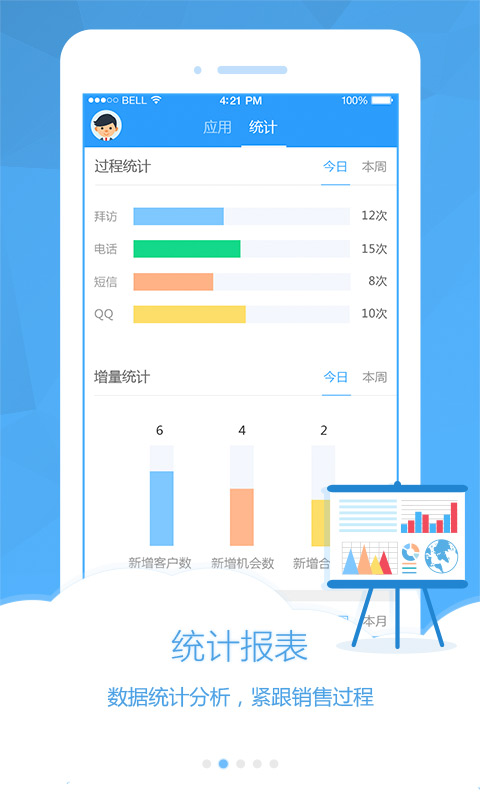 BELL 4:21 PM 100%
应用 统计
过程统计 今日 本周
拜访 12次
电话 15次
短信 8次
QQ 10次
增量统计 今日 本周
6 4 2
新增客户数 新增机会数 新增合
本月
统计报表
数据统计分析，紧跟销售过程